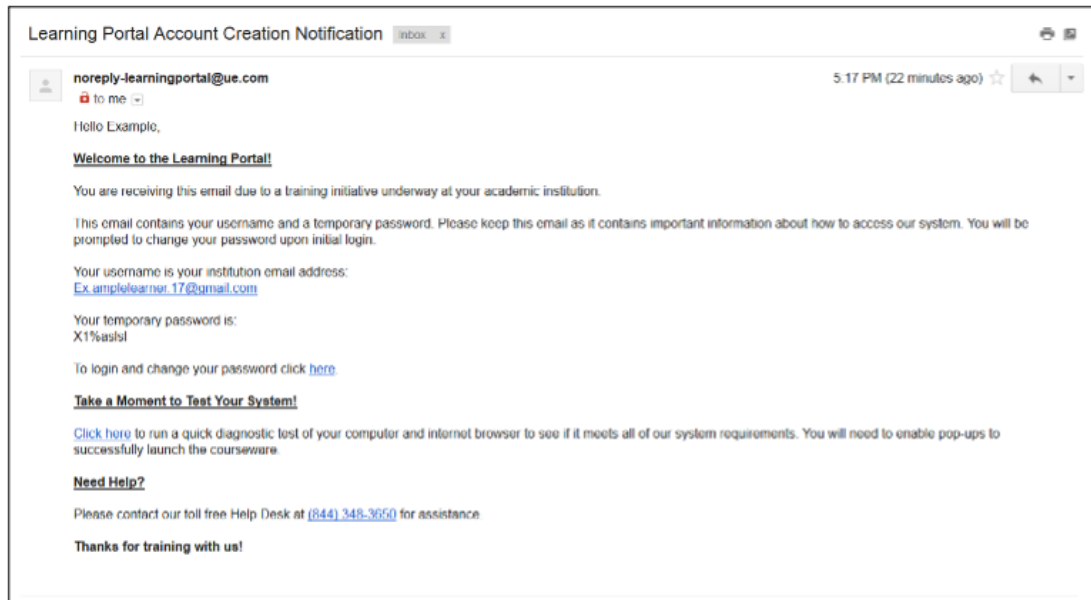 Learning Portal Account Creation Notification Inbox x
noreply-learningportal@ue.com 5:17 PM (22 minutes ago)
to me
Hello Example,
Welcome to the Learning Portal!
You are receiving this email due to a training initiative underway at your academic institution.
This email contains your username and a temporary password. Please keep this email as it contains important information about how to access our system. You will be
prompted to change your password upon initial login.
Your username is your institution email address:
Ex.amplelearner.17@gmail.com
Your temporary password is:
X1%aslsl
To login and change your password click here.
Take a Moment to Test Your System!
Click here to run a quick diagnostic test of your computer and internet browser to see if it meets all of our system requirements. You will need to enable pop-ups to
successfully launch the courseware.
Need Help?
Please contact our toll free Help Desk at (844) 348-3650 for assistance.
Thanks for training with us!